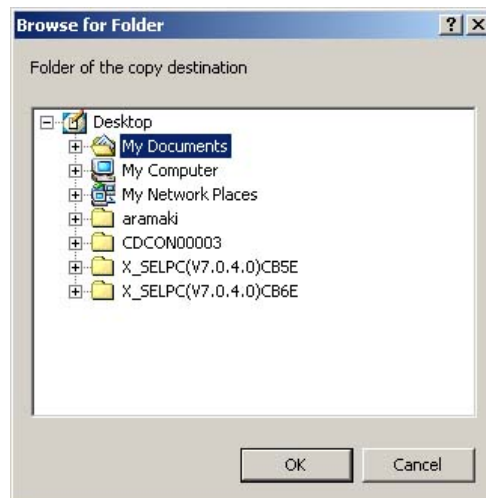 Browse for Folder
Folder of the copy destination
Desktop
My Documents
My Computer
My Network Places
aramaki
CDCON00003
X_SELPC(V7.0.4.0)CB5E
X_SELPC(V7.0.4.0)CB6E
OK Cancel